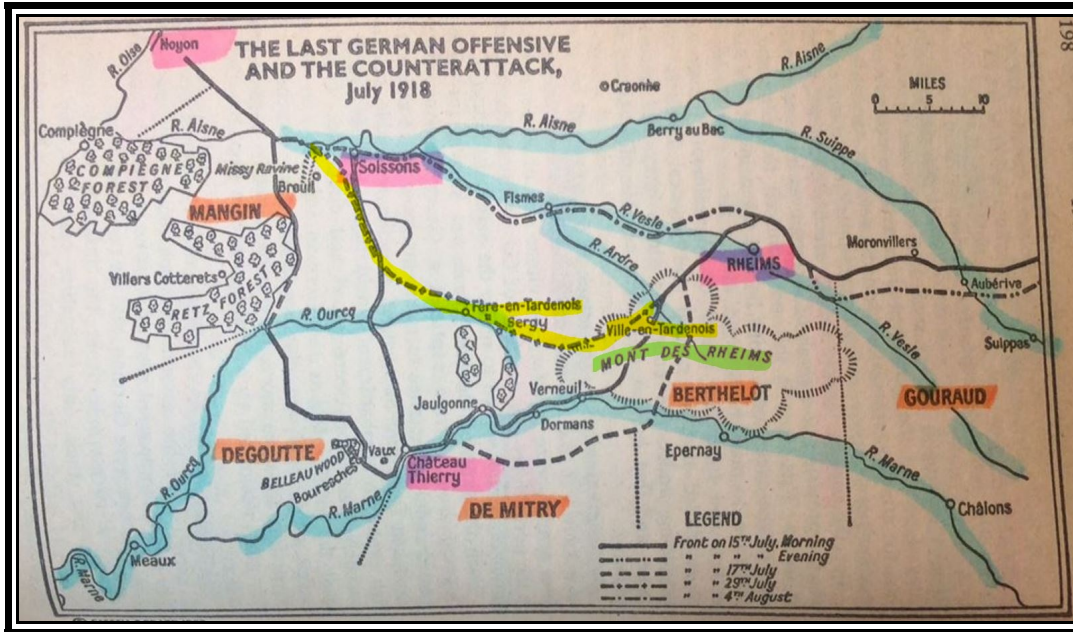 198
THE LAST GERMAN OFFENSIVE
AND THE COUNTERATTACK,
July 1918
Noyon
R. Oise
R. Aisne
Craonne
MILES
0 5 10
Complègne
R. Aisne
R. Aisne
Berry au Bac
R. Suippe
COMPIEGNE
FOREST
Missy Ravine
Breuil
Soissons
MANGIN
Fismes
R. Vesle
R. Ardre
RHEIMS
Moronvillers
Aubérive
Villers Cotterets
RETZ FOREST
R. Ourcq
Fère-en-Tardenois
Sergy
Ville-en-Tardenois
MONT DES RHEIMS
R. Vesle
Suippes
Verneuil
BERTHELOT
GOURAUD
Jaulgonne
Dormans
DEGOUTTE
BELLEAU WOOD
Vaux
Bouresches
Château
Thierry
Epernay
R. Marne
R. Ourcq
R. Marne
DE MITRY
Châlons
Meaux
R. Marne
LEGEND
Front on 15TH July, Morning
" " " " Evening
" " 17TH July
" " 29TH July
" " 4TH August